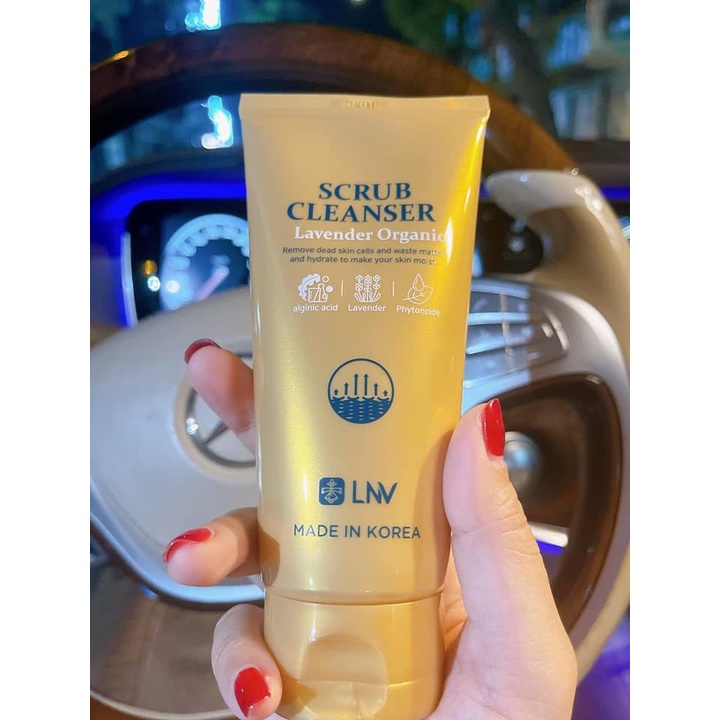 SCRUB
CLEANSER
Lavender Organic
Remove dead skin cells and waste
and hydrate to make your skin moist
alginic acid | Lavender | Phytoncide
LNV
MADE IN KOREA